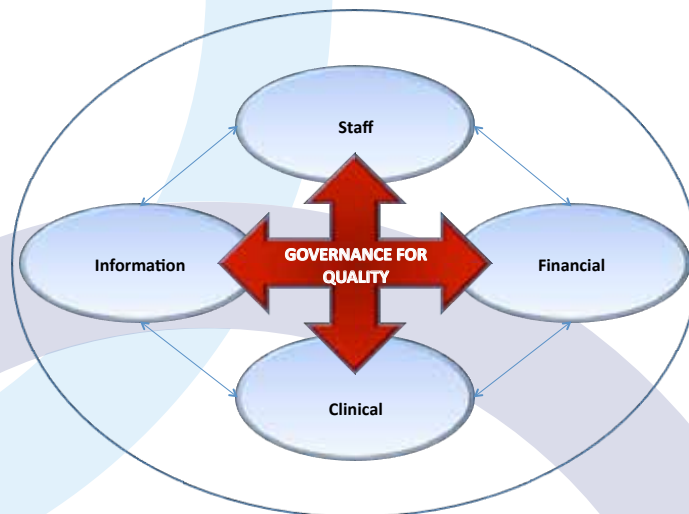 Staff
Information
GOVERNANCE FOR
QUALITY
Financial
Clinical